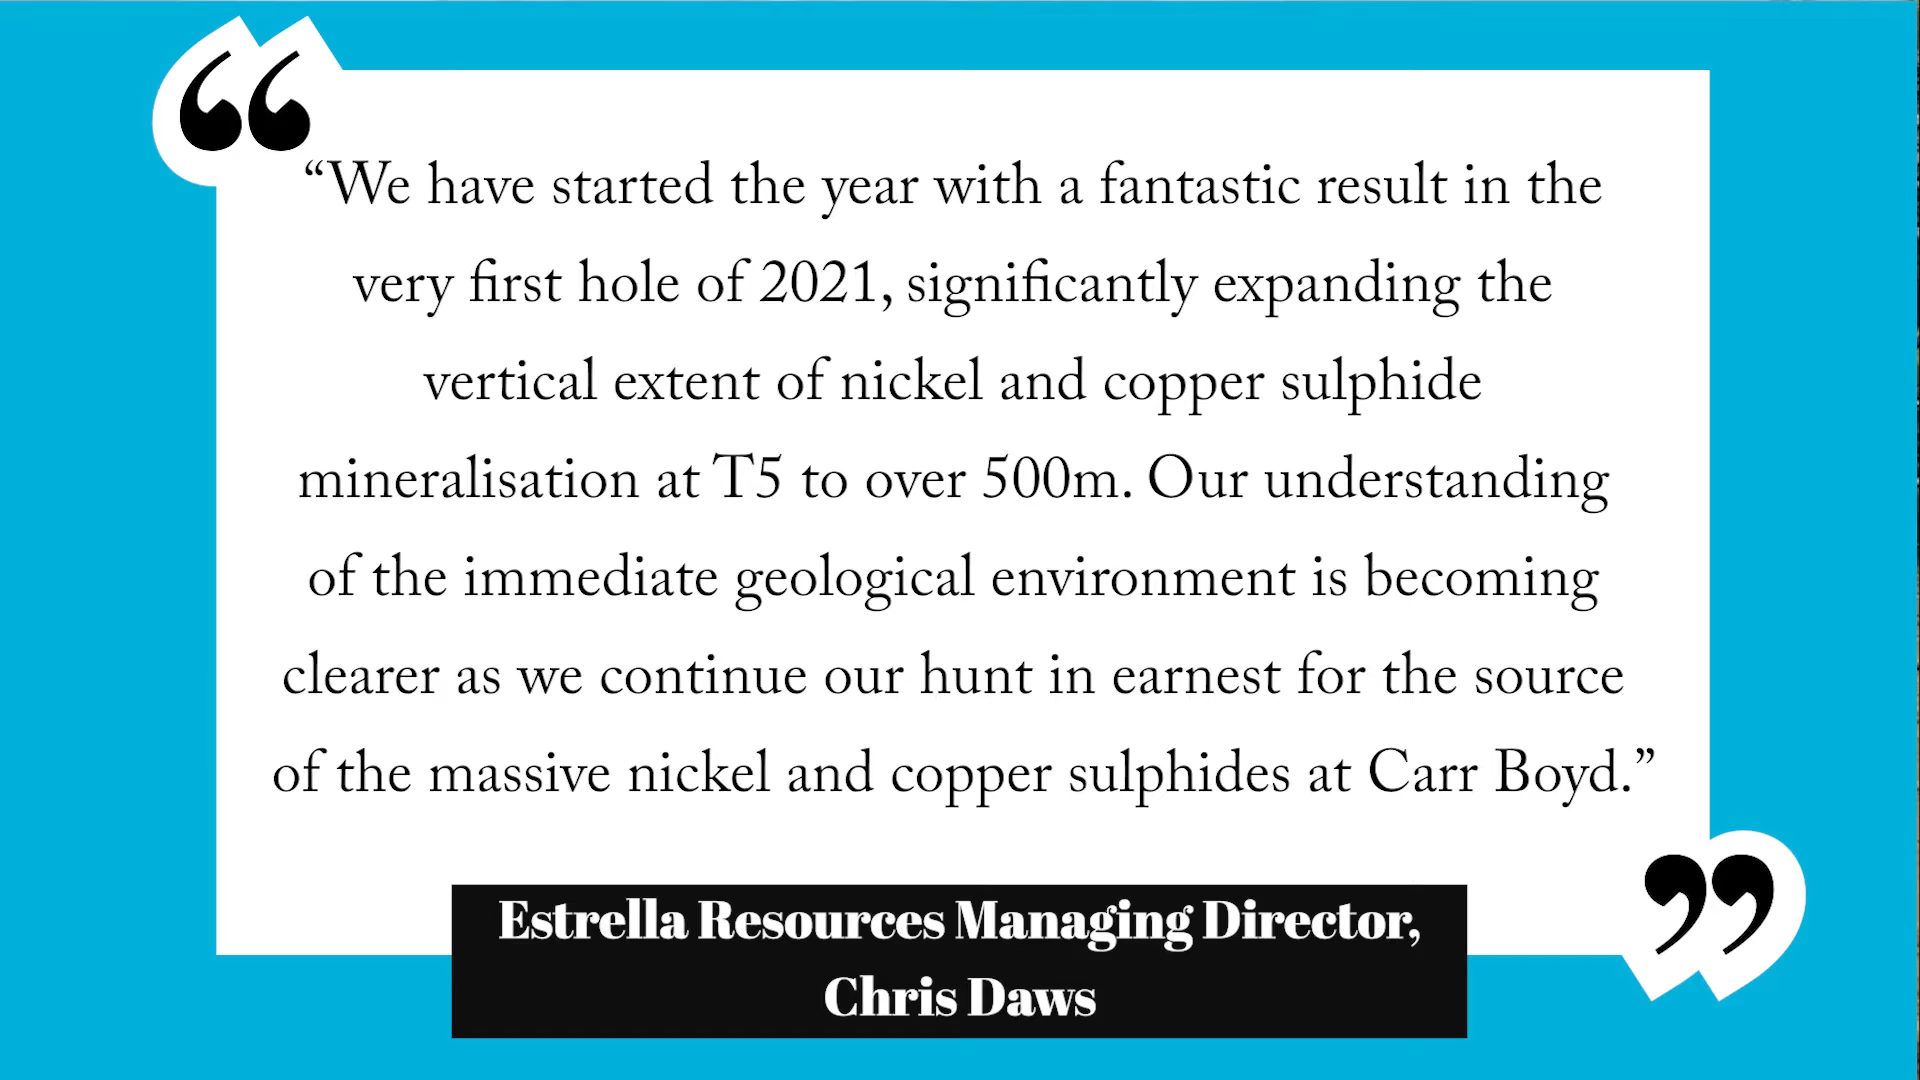 “We have started the year with a fantastic result in the
very first hole of 2021, significantly expanding the
vertical extent of nickel and copper sulphide
mineralisation at T5 to over 500m. Our understanding
of the immediate geological environment is becoming
clearer as we continue our hunt in earnest for the source
of the massive nickel and copper sulphides at Carr Boyd.”
Estrella Resources Managing Director,
Chris Daws